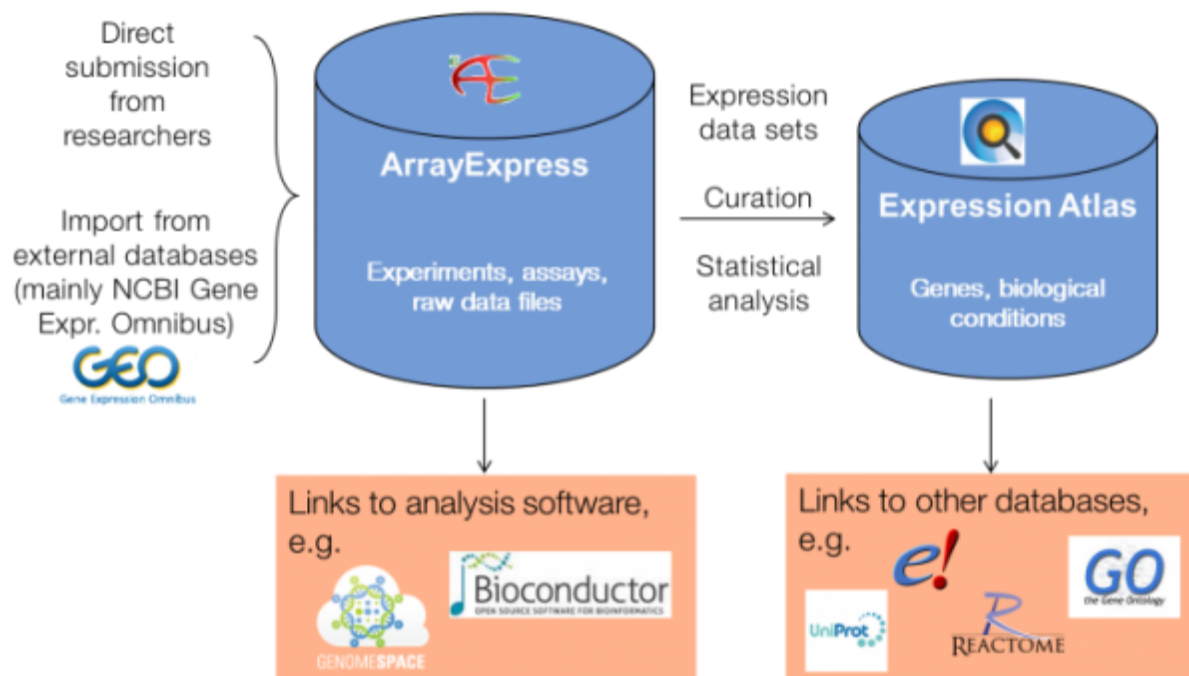 Direct
submission
from
researchers
Import from
external databases
(mainly NCBI Gene
Expr. Omnibus)
GEO
Gene Expression Omnibus
Æ
ArrayExpress
Experiments, assays,
raw data files
Expression
data sets
Curation
Statistical
analysis
Expression Atlas
Genes, biological
conditions
Links to analysis software,
e.g.
GENOMESPACE
Bioconductor
OPEN SOURCE SOFTWARE FOR BIOINFORMATICS
Links to other databases,
e.g.
e!
UniProt
REACTOME
GO
the Gene Ontology